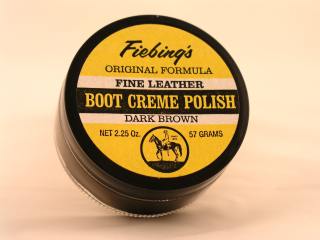 Fiebing's
ORIGINAL FORMULA
FINE LEATHER
BOOT CREME POLISH
DARK BROWN
NET 2.25 Oz. 57 GRAMS